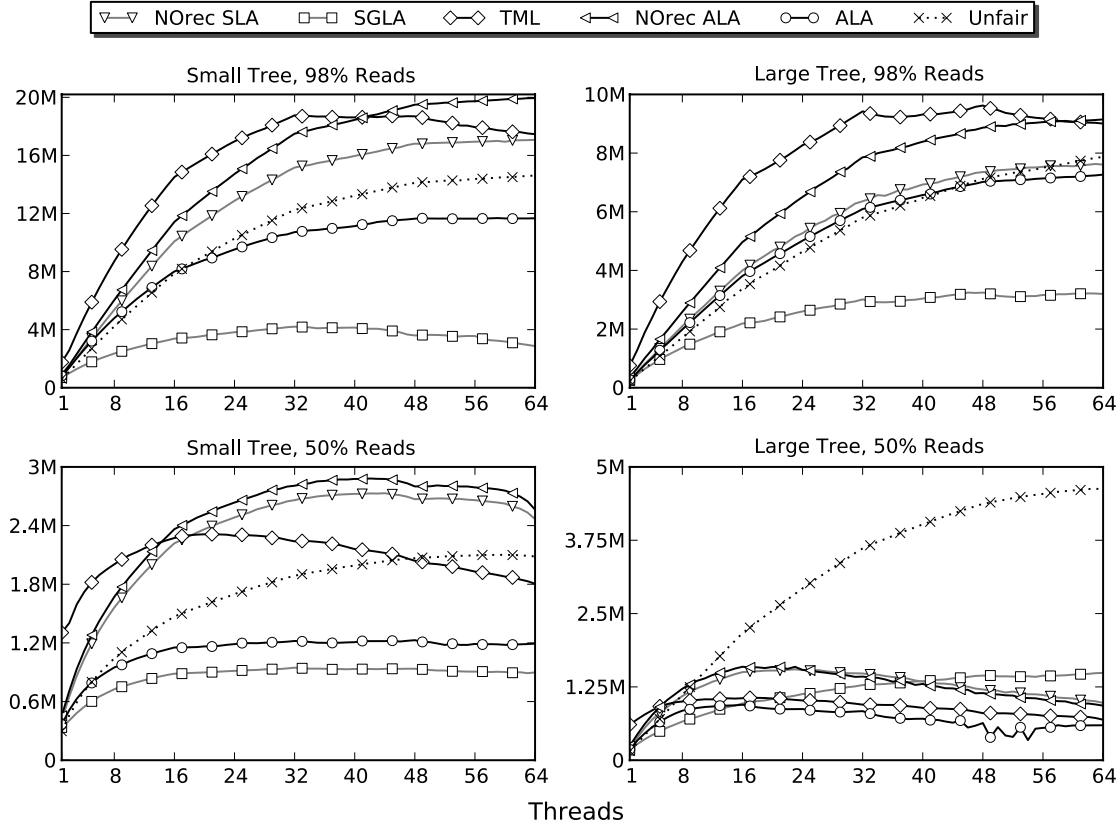 NOrec SLA SGLA TML NOrec ALA ALA Unfair
Small Tree, 98% Reads
20M
16M
12M
8M
4M
0
1 8 16 24 32 40 48 56 64
Large Tree, 98% Reads
10M
8M
6M
4M
2M
0
1 8 16 24 32 40 48 56 64
Small Tree, 50% Reads
3M
2.4M
1.8M
1.2M
0.6M
0
1 8 16 24 32 40 48 56 64
Large Tree, 50% Reads
5M
3.75M
2.5M
1.25M
0
1 8 16 24 32 40 48 56 64
Threads